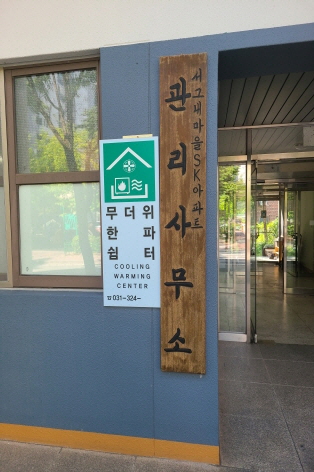 무더위
한 파
쉼 터
COOLING
WARMING
CENTER
☎031-324-
서그내마을SK아파트
관리사무소